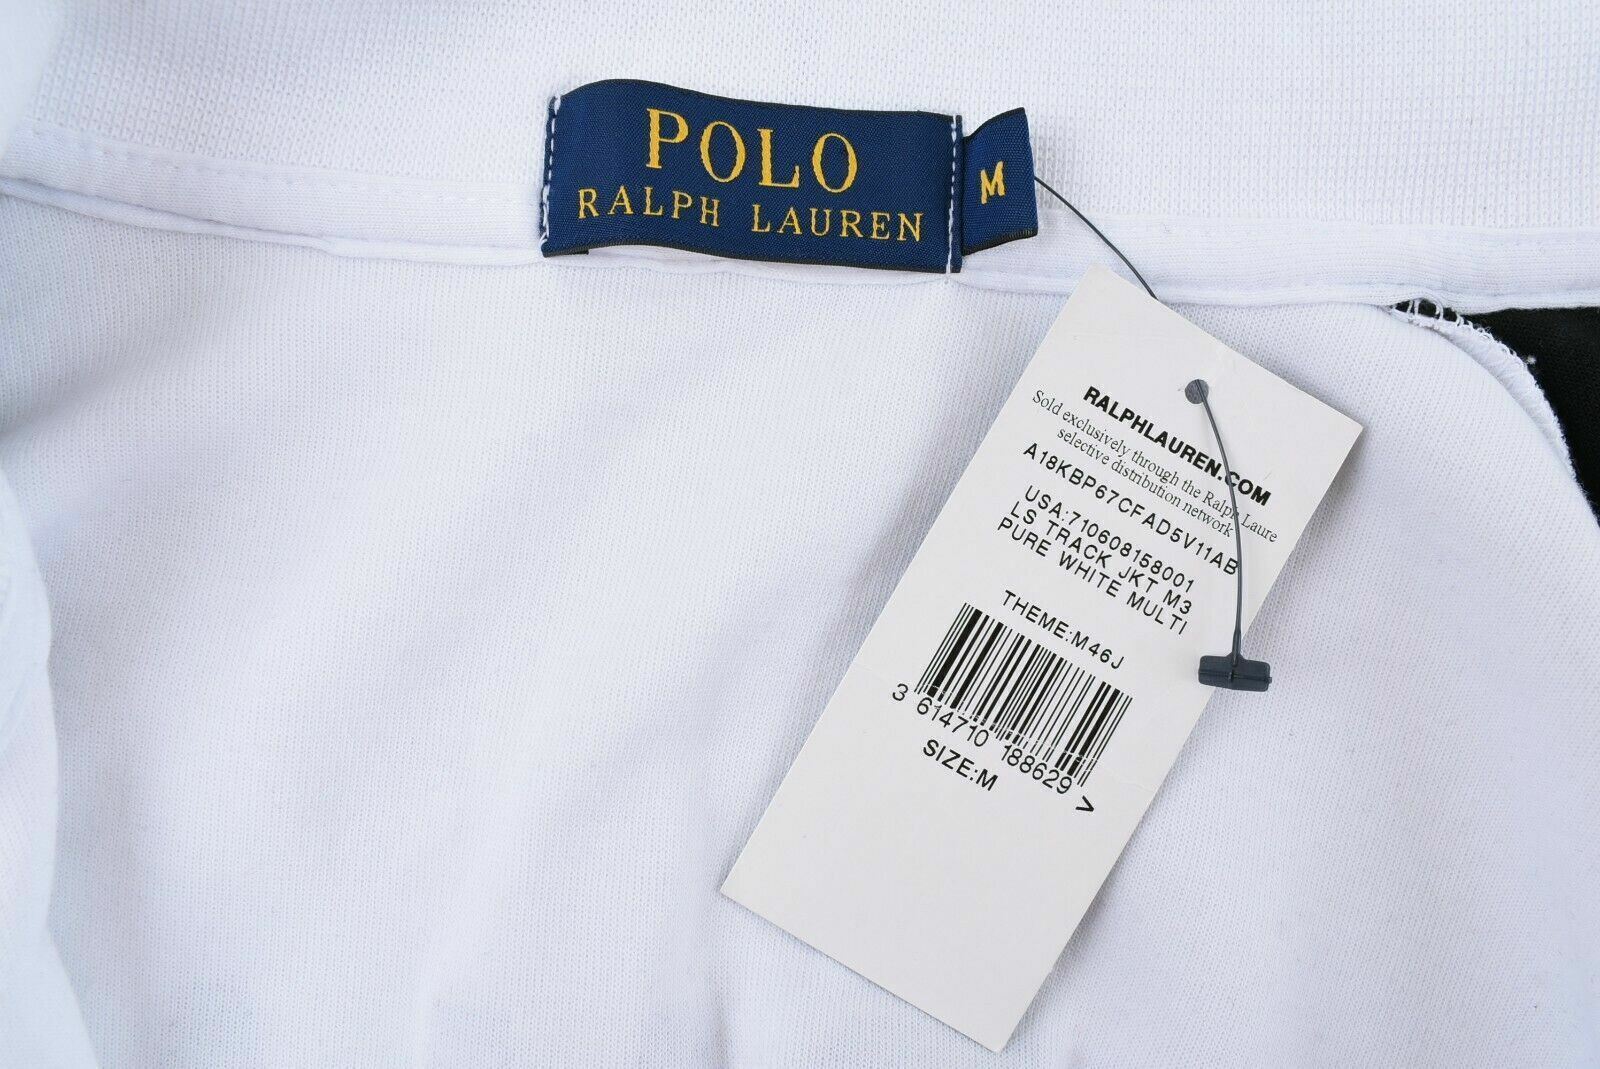 POLO
RALPH LAUREN
M
RALPHLAUREN.COM
Sold exclusively through the Ralph Laure
selective distribution network
A18KBP67CFAD5V11AB
USA:710608158001
LS TRACK JKT M3
PURE WHITE MULTI
THEME:M46J
3 614710 188629 >
SIZE:M